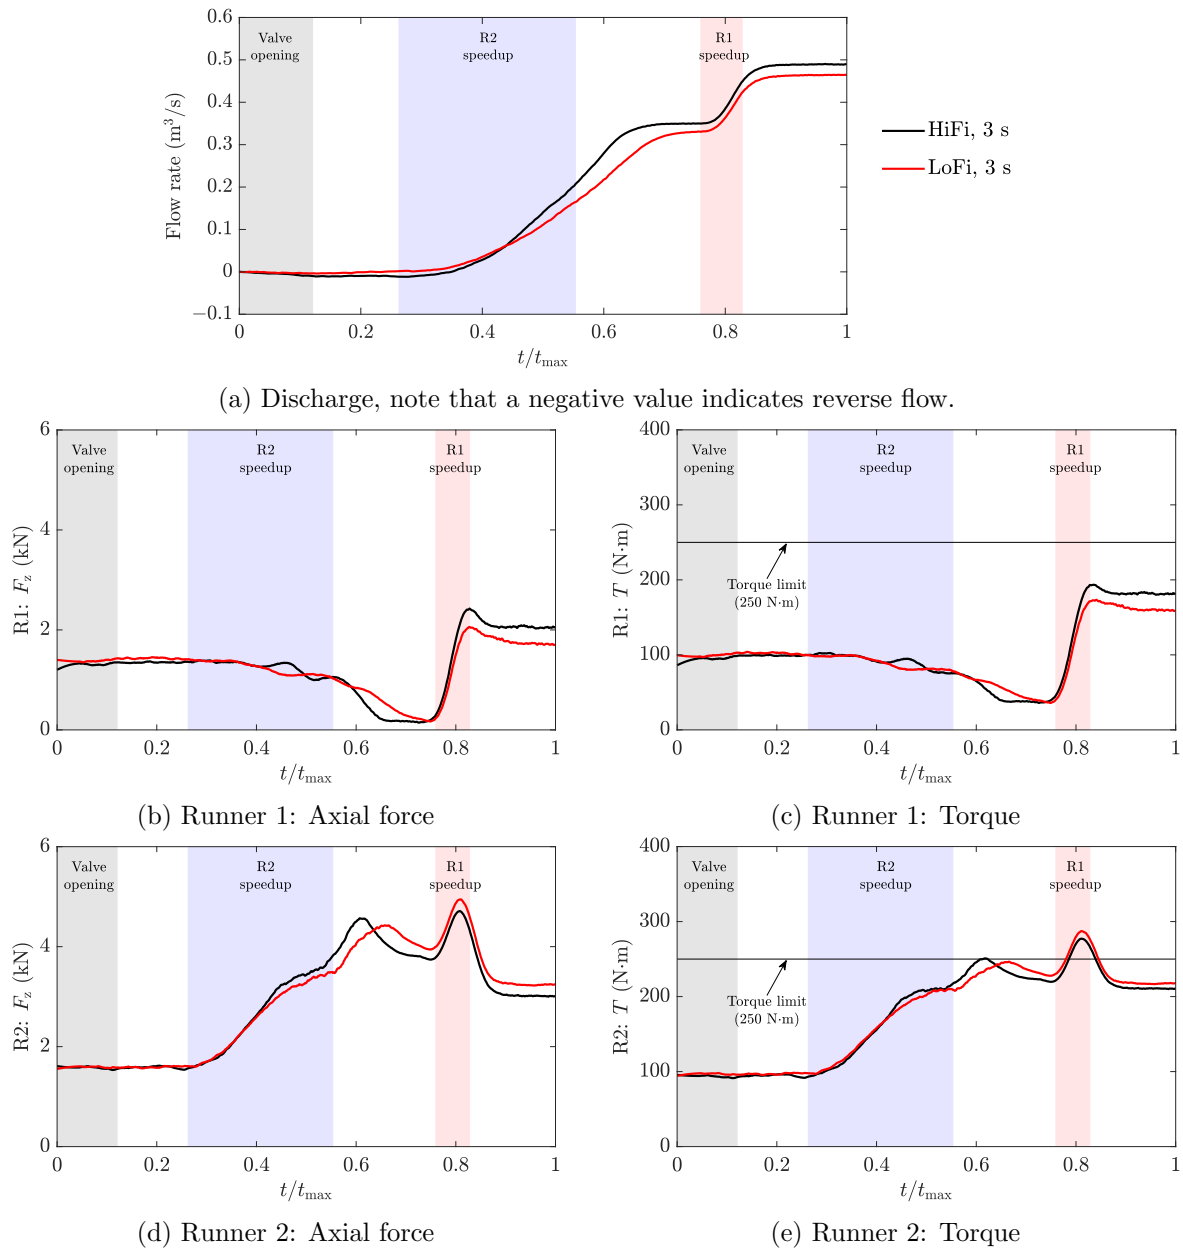 0.6
0.5
0.4
0.3
0.2
0.1
0
−0.1
Flow rate (m³/s)
Valve
opening
R2
speedup
R1
speedup
0 0.2 0.4 0.6 0.8 1
t/t_max
HiFi, 3 s
LoFi, 3 s
(a) Discharge, note that a negative value indicates reverse flow.
6
4
2
0
R1: F_z (kN)
Valve
opening
R2
speedup
R1
speedup
0 0.2 0.4 0.6 0.8 1
t/t_max
(b) Runner 1: Axial force
400
300
200
100
0
R1: T (N·m)
Valve
opening
R2
speedup
R1
speedup
Torque limit
(250 N·m)
0 0.2 0.4 0.6 0.8 1
t/t_max
(c) Runner 1: Torque
6
4
2
0
R2: F_z (kN)
Valve
opening
R2
speedup
R1
speedup
0 0.2 0.4 0.6 0.8 1
t/t_max
(d) Runner 2: Axial force
400
300
200
100
0
R2: T (N·m)
Valve
opening
R2
speedup
R1
speedup
Torque limit
(250 N·m)
0 0.2 0.4 0.6 0.8 1
t/t_max
(e) Runner 2: Torque